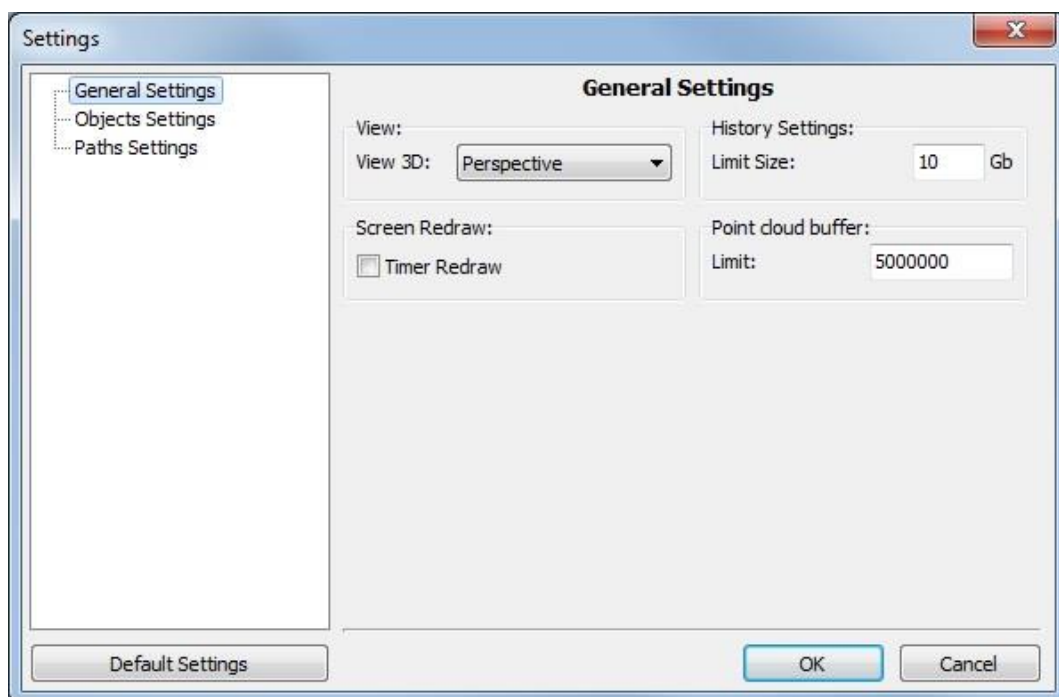 Settings
General Settings
Objects Settings
Paths Settings
General Settings
View:
View 3D: Perspective
History Settings:
Limit Size: 10 Gb
Screen Redraw:
Timer Redraw
Point cloud buffer:
Limit: 5000000
Default Settings
OK
Cancel